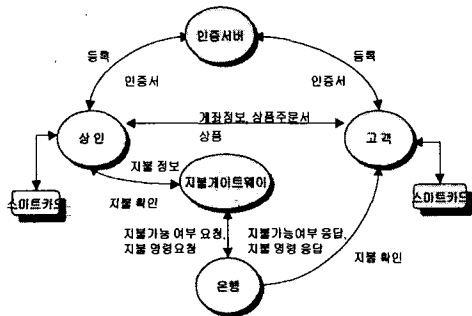 인증서버
등록
등록
인증서
인증서
계좌정보, 상품주문서
상품
상인
고객
지불 정보
지불게이트웨이
스마트카드
스마트카드
지불 확인
지불가능 여부 요청,
지불 명령요청
지불가능여부 응답,
지불 명령 응답
지불 확인
은행